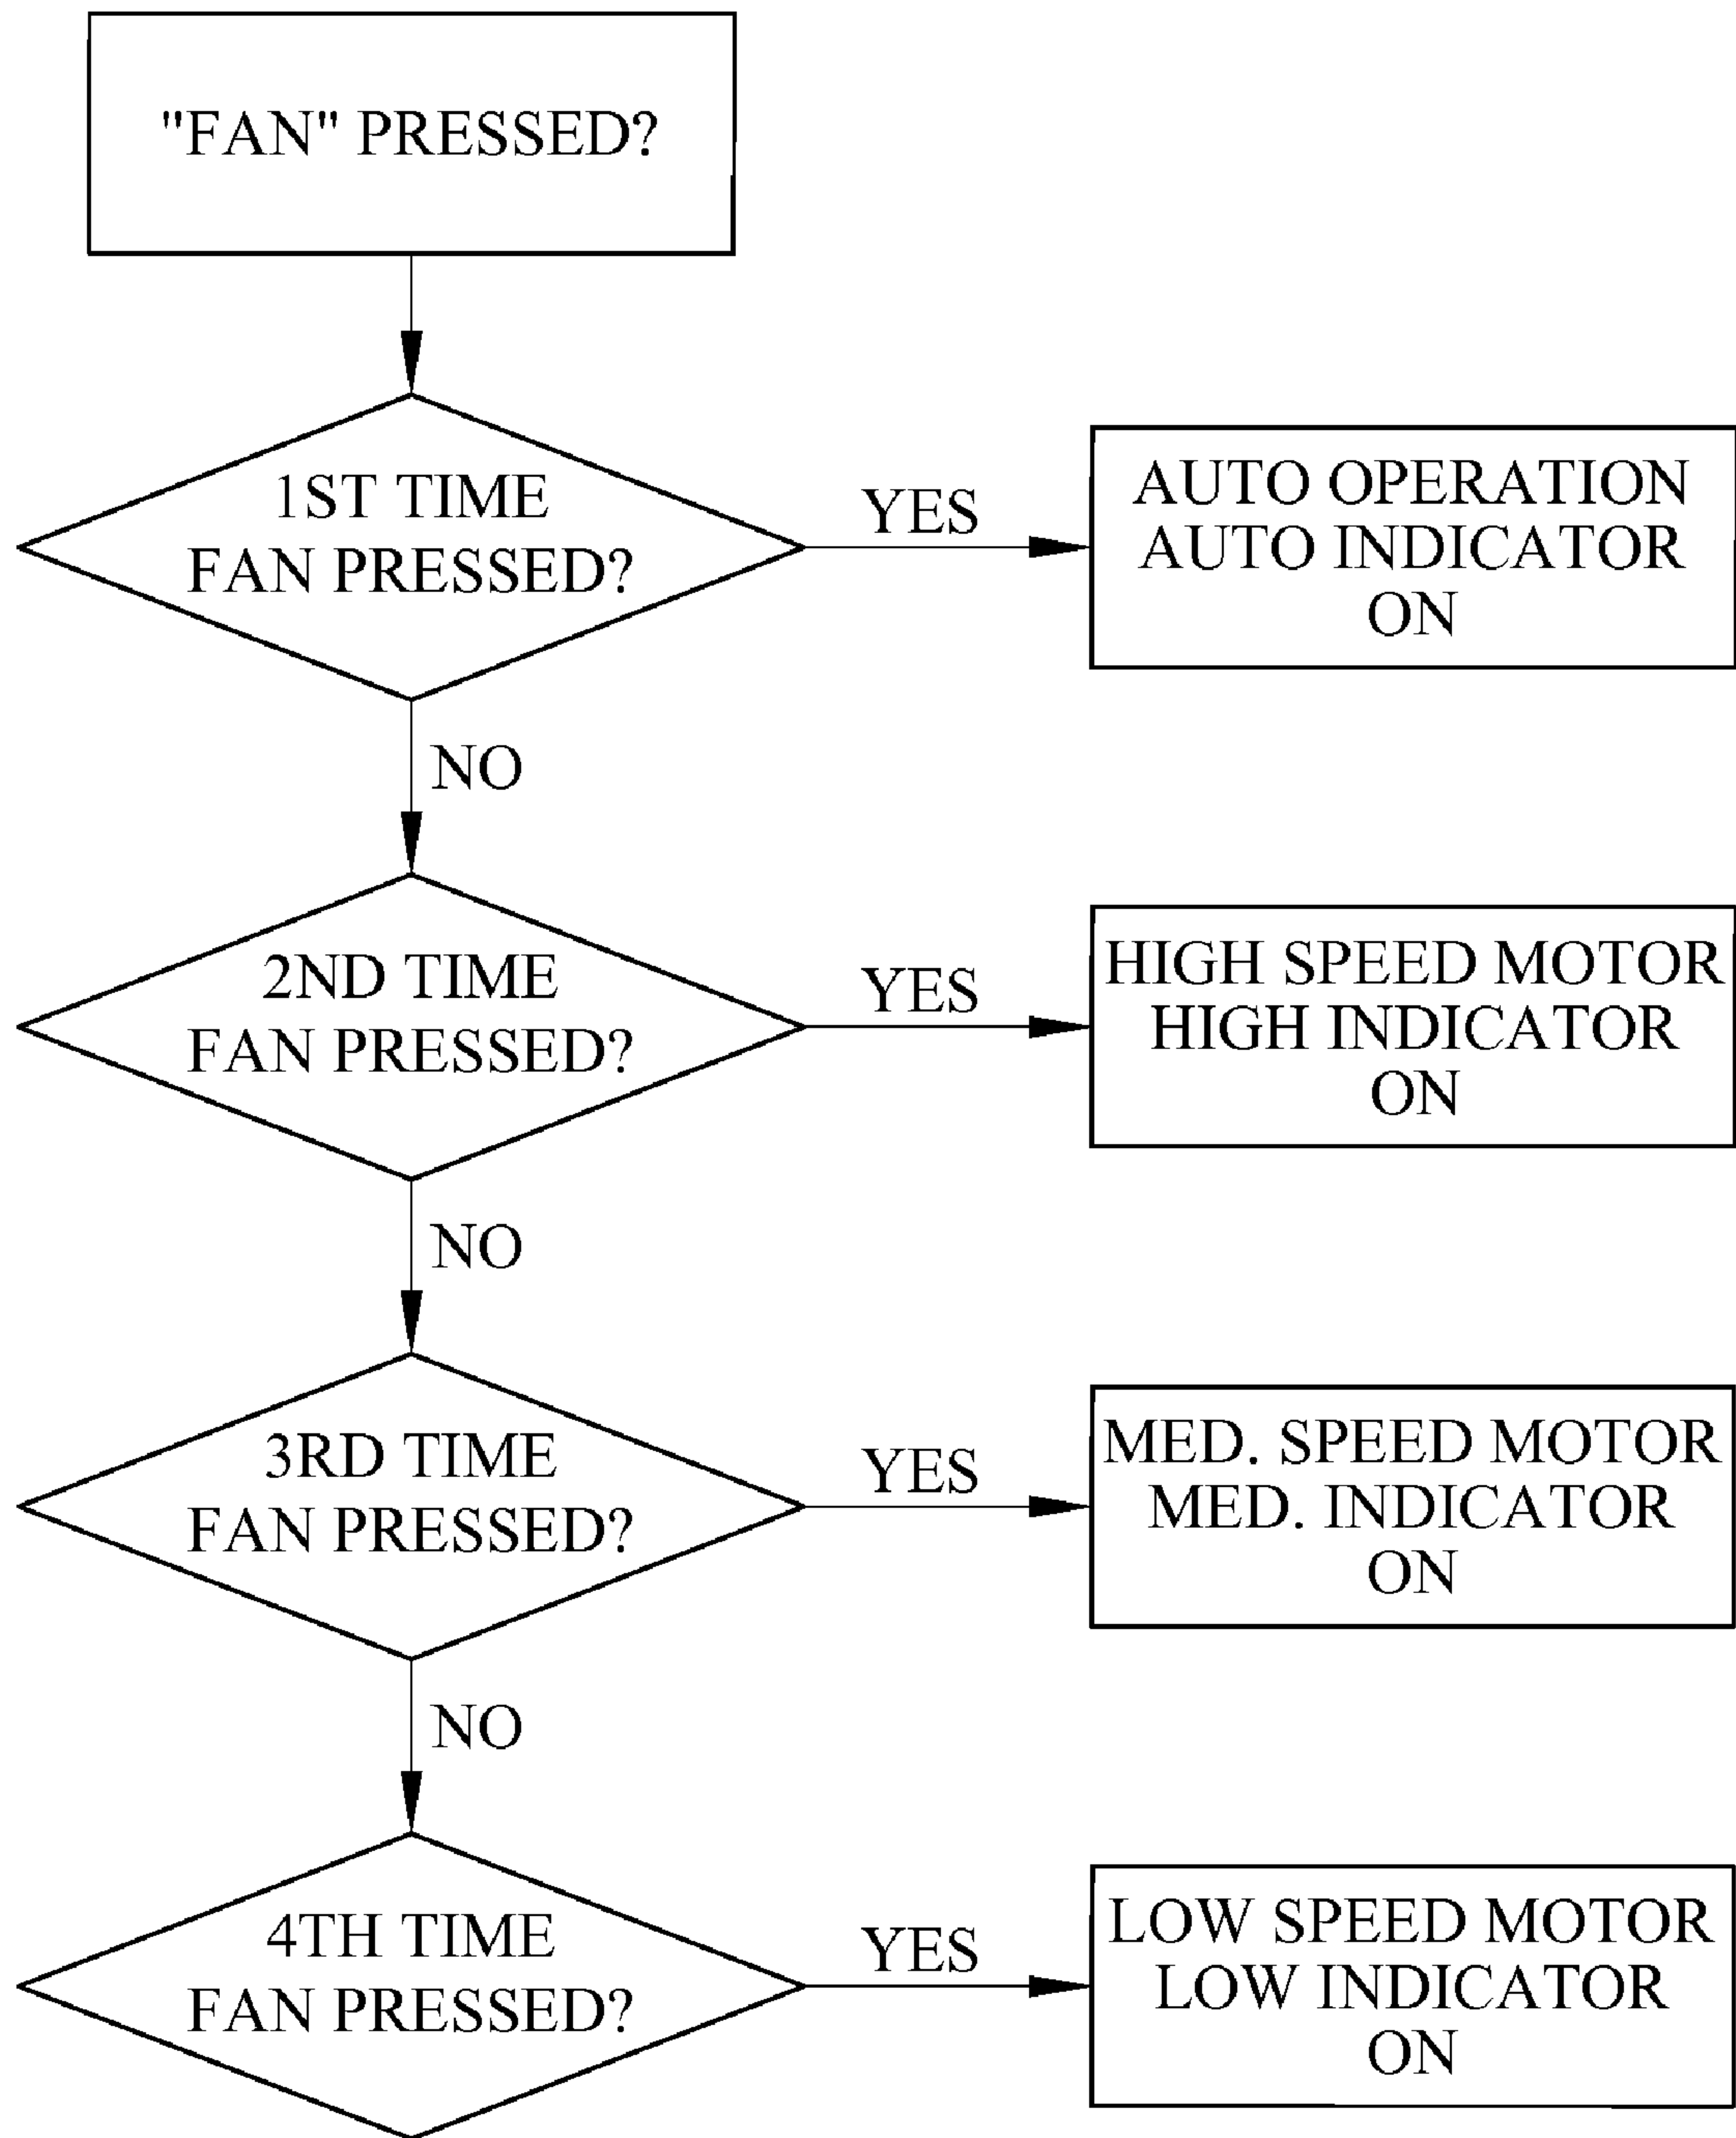 "FAN" PRESSED?
1ST TIME
FAN PRESSED?
YES
AUTO OPERATION
AUTO INDICATOR
ON
NO
2ND TIME
FAN PRESSED?
YES
HIGH SPEED MOTOR
HIGH INDICATOR
ON
NO
3RD TIME
FAN PRESSED?
YES
MED. SPEED MOTOR
MED. INDICATOR
ON
NO
4TH TIME
FAN PRESSED?
YES
LOW SPEED MOTOR
LOW INDICATOR
ON